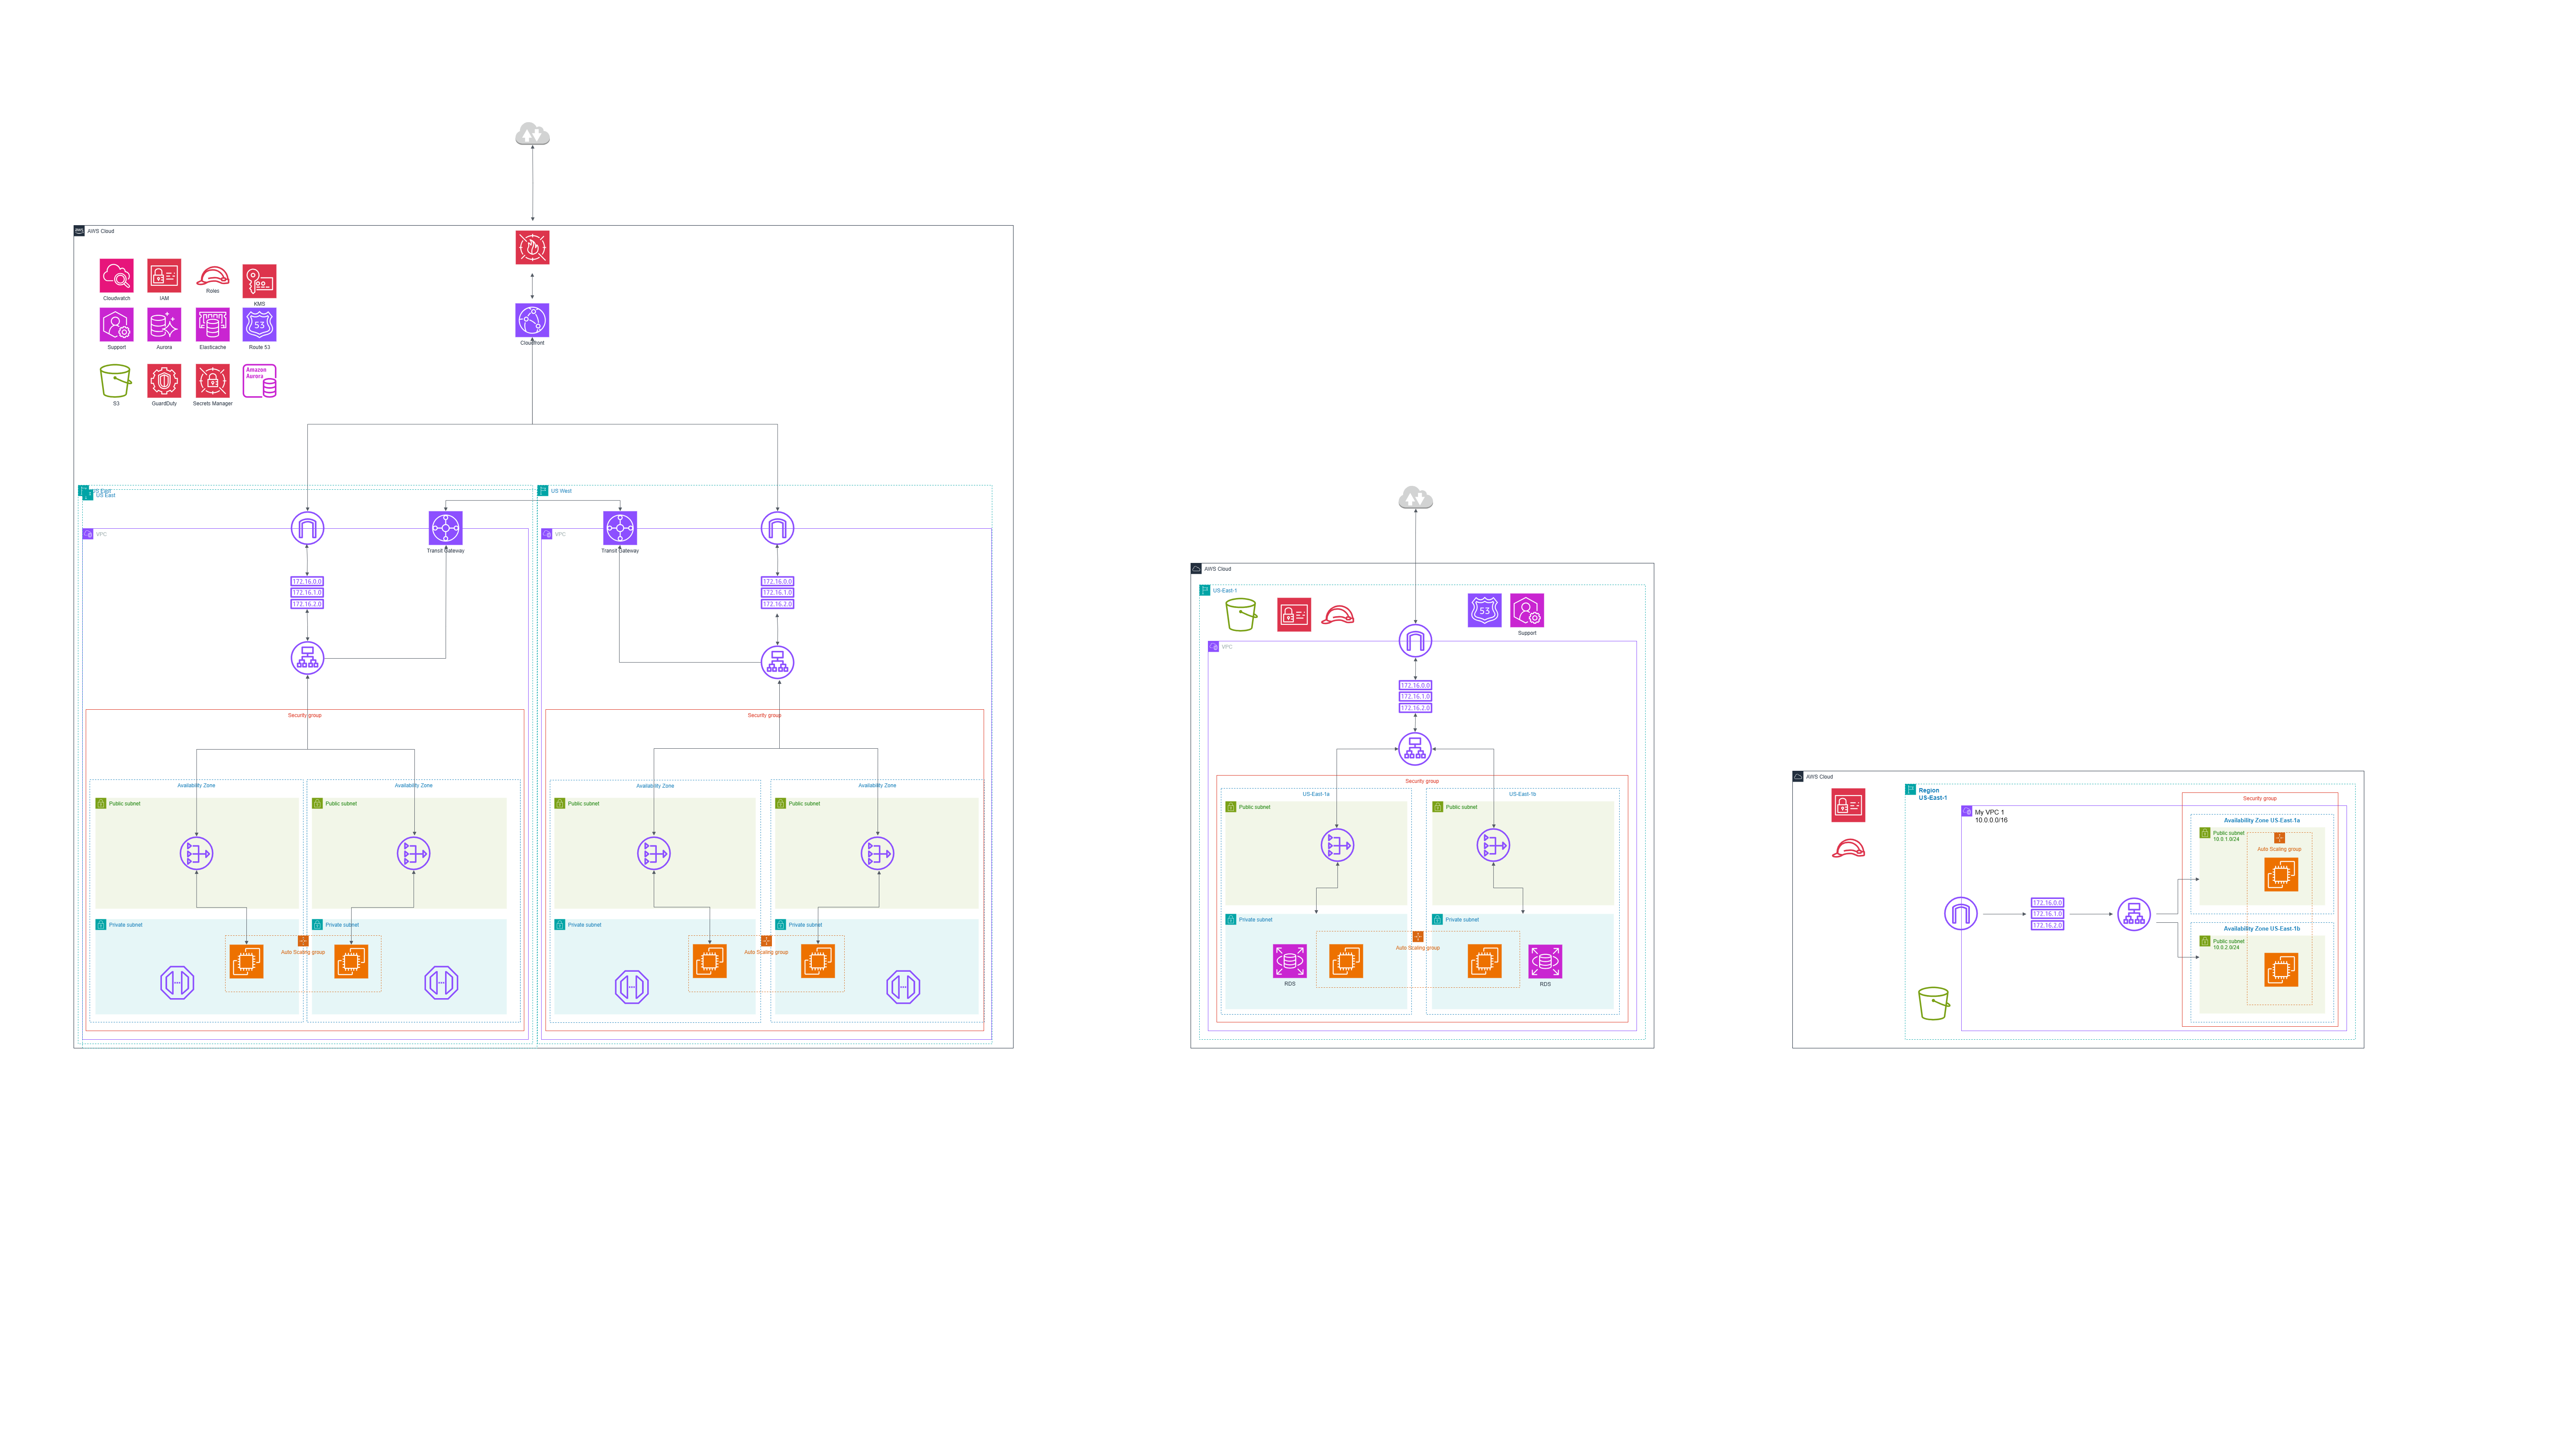 AWS Cloud
Cloudwatch
IAM
Roles
KMS
Support
Aurora
Elasticache
53
Route 53
S3
GuardDuty
Secrets Manager
Amazon
Aurora
Cloudfront
US East
US East
US West
VPC
Transit Gateway
VPC
Transit Gateway
172.16.0.0
172.16.1.0
172.16.2.0
172.16.0.0
172.16.1.0
172.16.2.0
Security group
Security group
Availability Zone
Availability Zone
Availability Zone
Availability Zone
Public subnet
Public subnet
Public subnet
Public subnet
Private subnet
Private subnet
Private subnet
Private subnet
Auto Scaling group
Auto Scaling group
AWS Cloud
US-East-1
53
Support
VPC
172.16.0.0
172.16.1.0
172.16.2.0
Security group
US-East-1a
US-East-1b
Public subnet
Public subnet
Private subnet
Private subnet
Auto Scaling group
RDS
RDS
AWS Cloud
Region
US-East-1
My VPC 1
10.0.0.0/16
Security group
Availability Zone US-East-1a
Public subnet
10.0.1.0/24
Auto Scaling group
172.16.0.0
172.16.1.0
172.16.2.0
Availability Zone US-East-1b
Public subnet
10.0.2.0/24